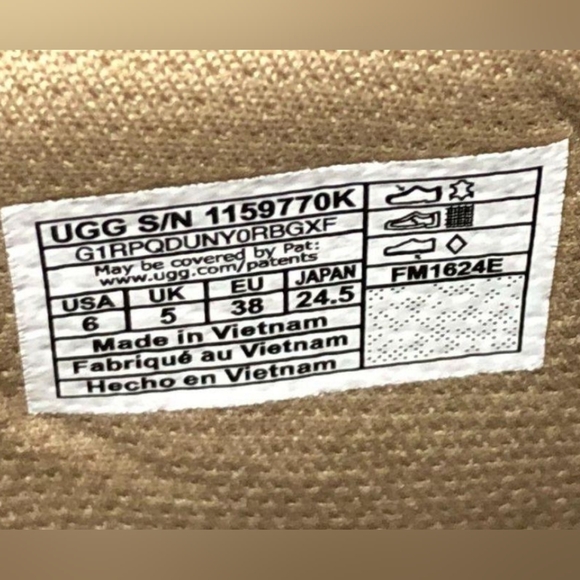 UGG S/N 1159770K
G1RPQDUNY0RBGXF
May be covered by Pat:
www.ugg.com/patents
USA UK EU JAPAN
6 5 38 24.5
Made in Vietnam
Fabriqué au Vietnam
Hecho en Vietnam
FM1624E